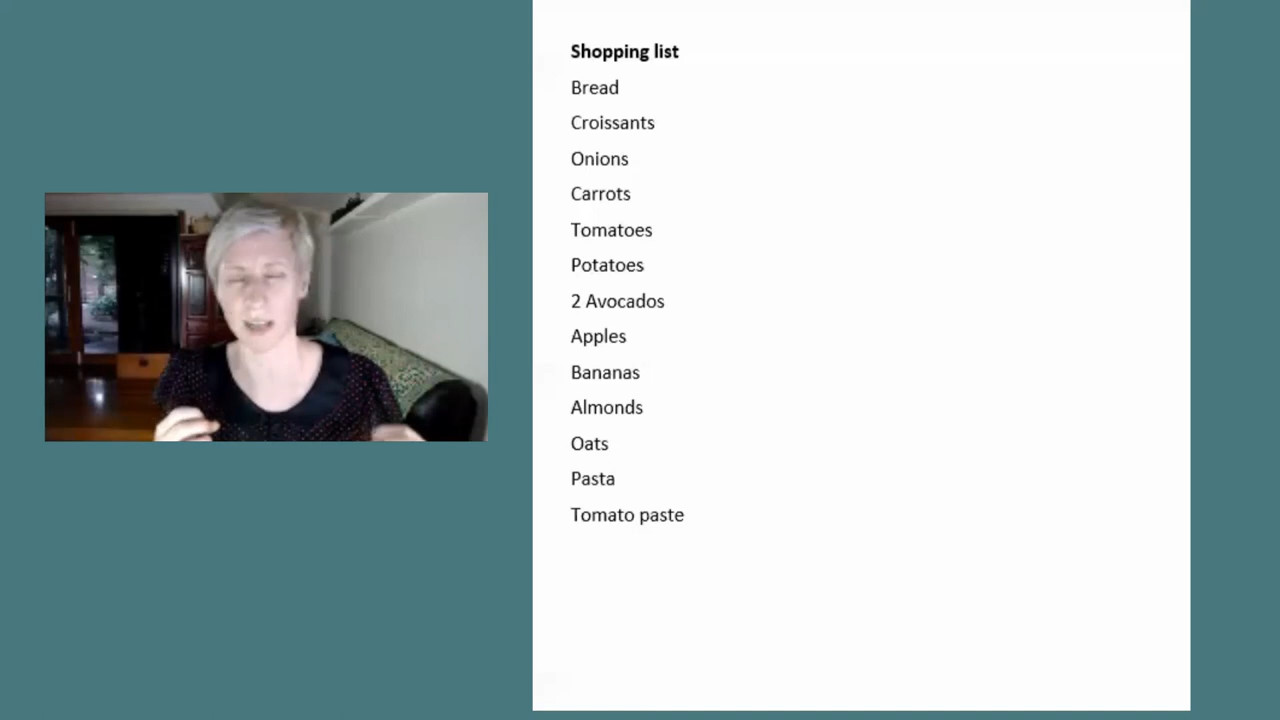 Shopping list
Bread
Croissants
Onions
Carrots
Tomatoes
Potatoes
2 Avocados
Apples
Bananas
Almonds
Oats
Pasta
Tomato paste